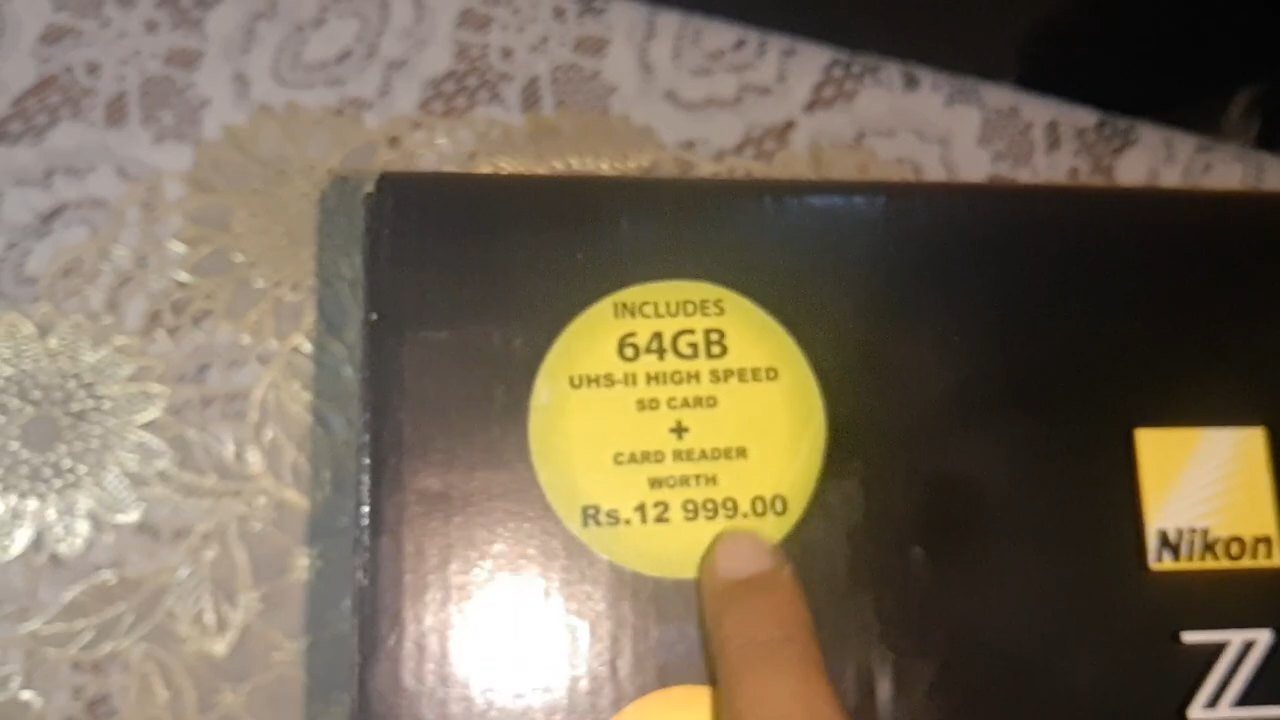 INCLUDES
64GB
UHS-II HIGH SPEED
SD CARD
+
CARD READER
WORTH
Rs.12 999.00
Nikon
Z